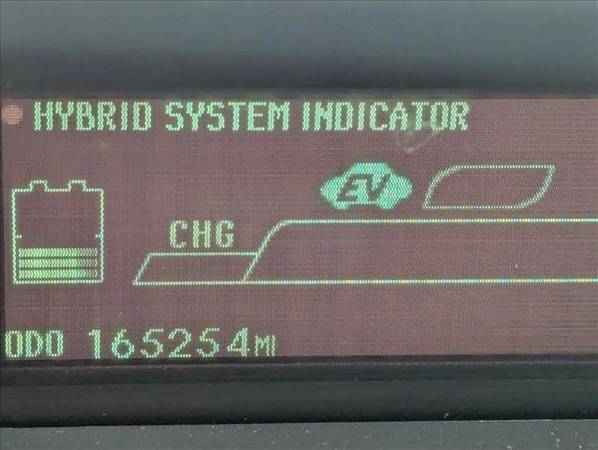 HYBRID SYSTEM INDICATOR
EV
CHG
ODO 165254MI